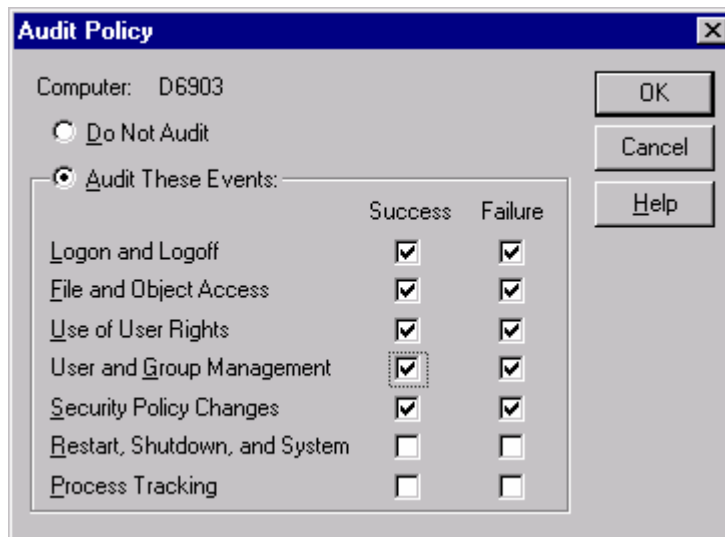 Audit Policy
Computer: D6903
OK
Do Not Audit
Cancel
Audit These Events:
Help
Success Failure
Logon and Logoff
File and Object Access
Use of User Rights
User and Group Management
Security Policy Changes
Restart, Shutdown, and System
Process Tracking